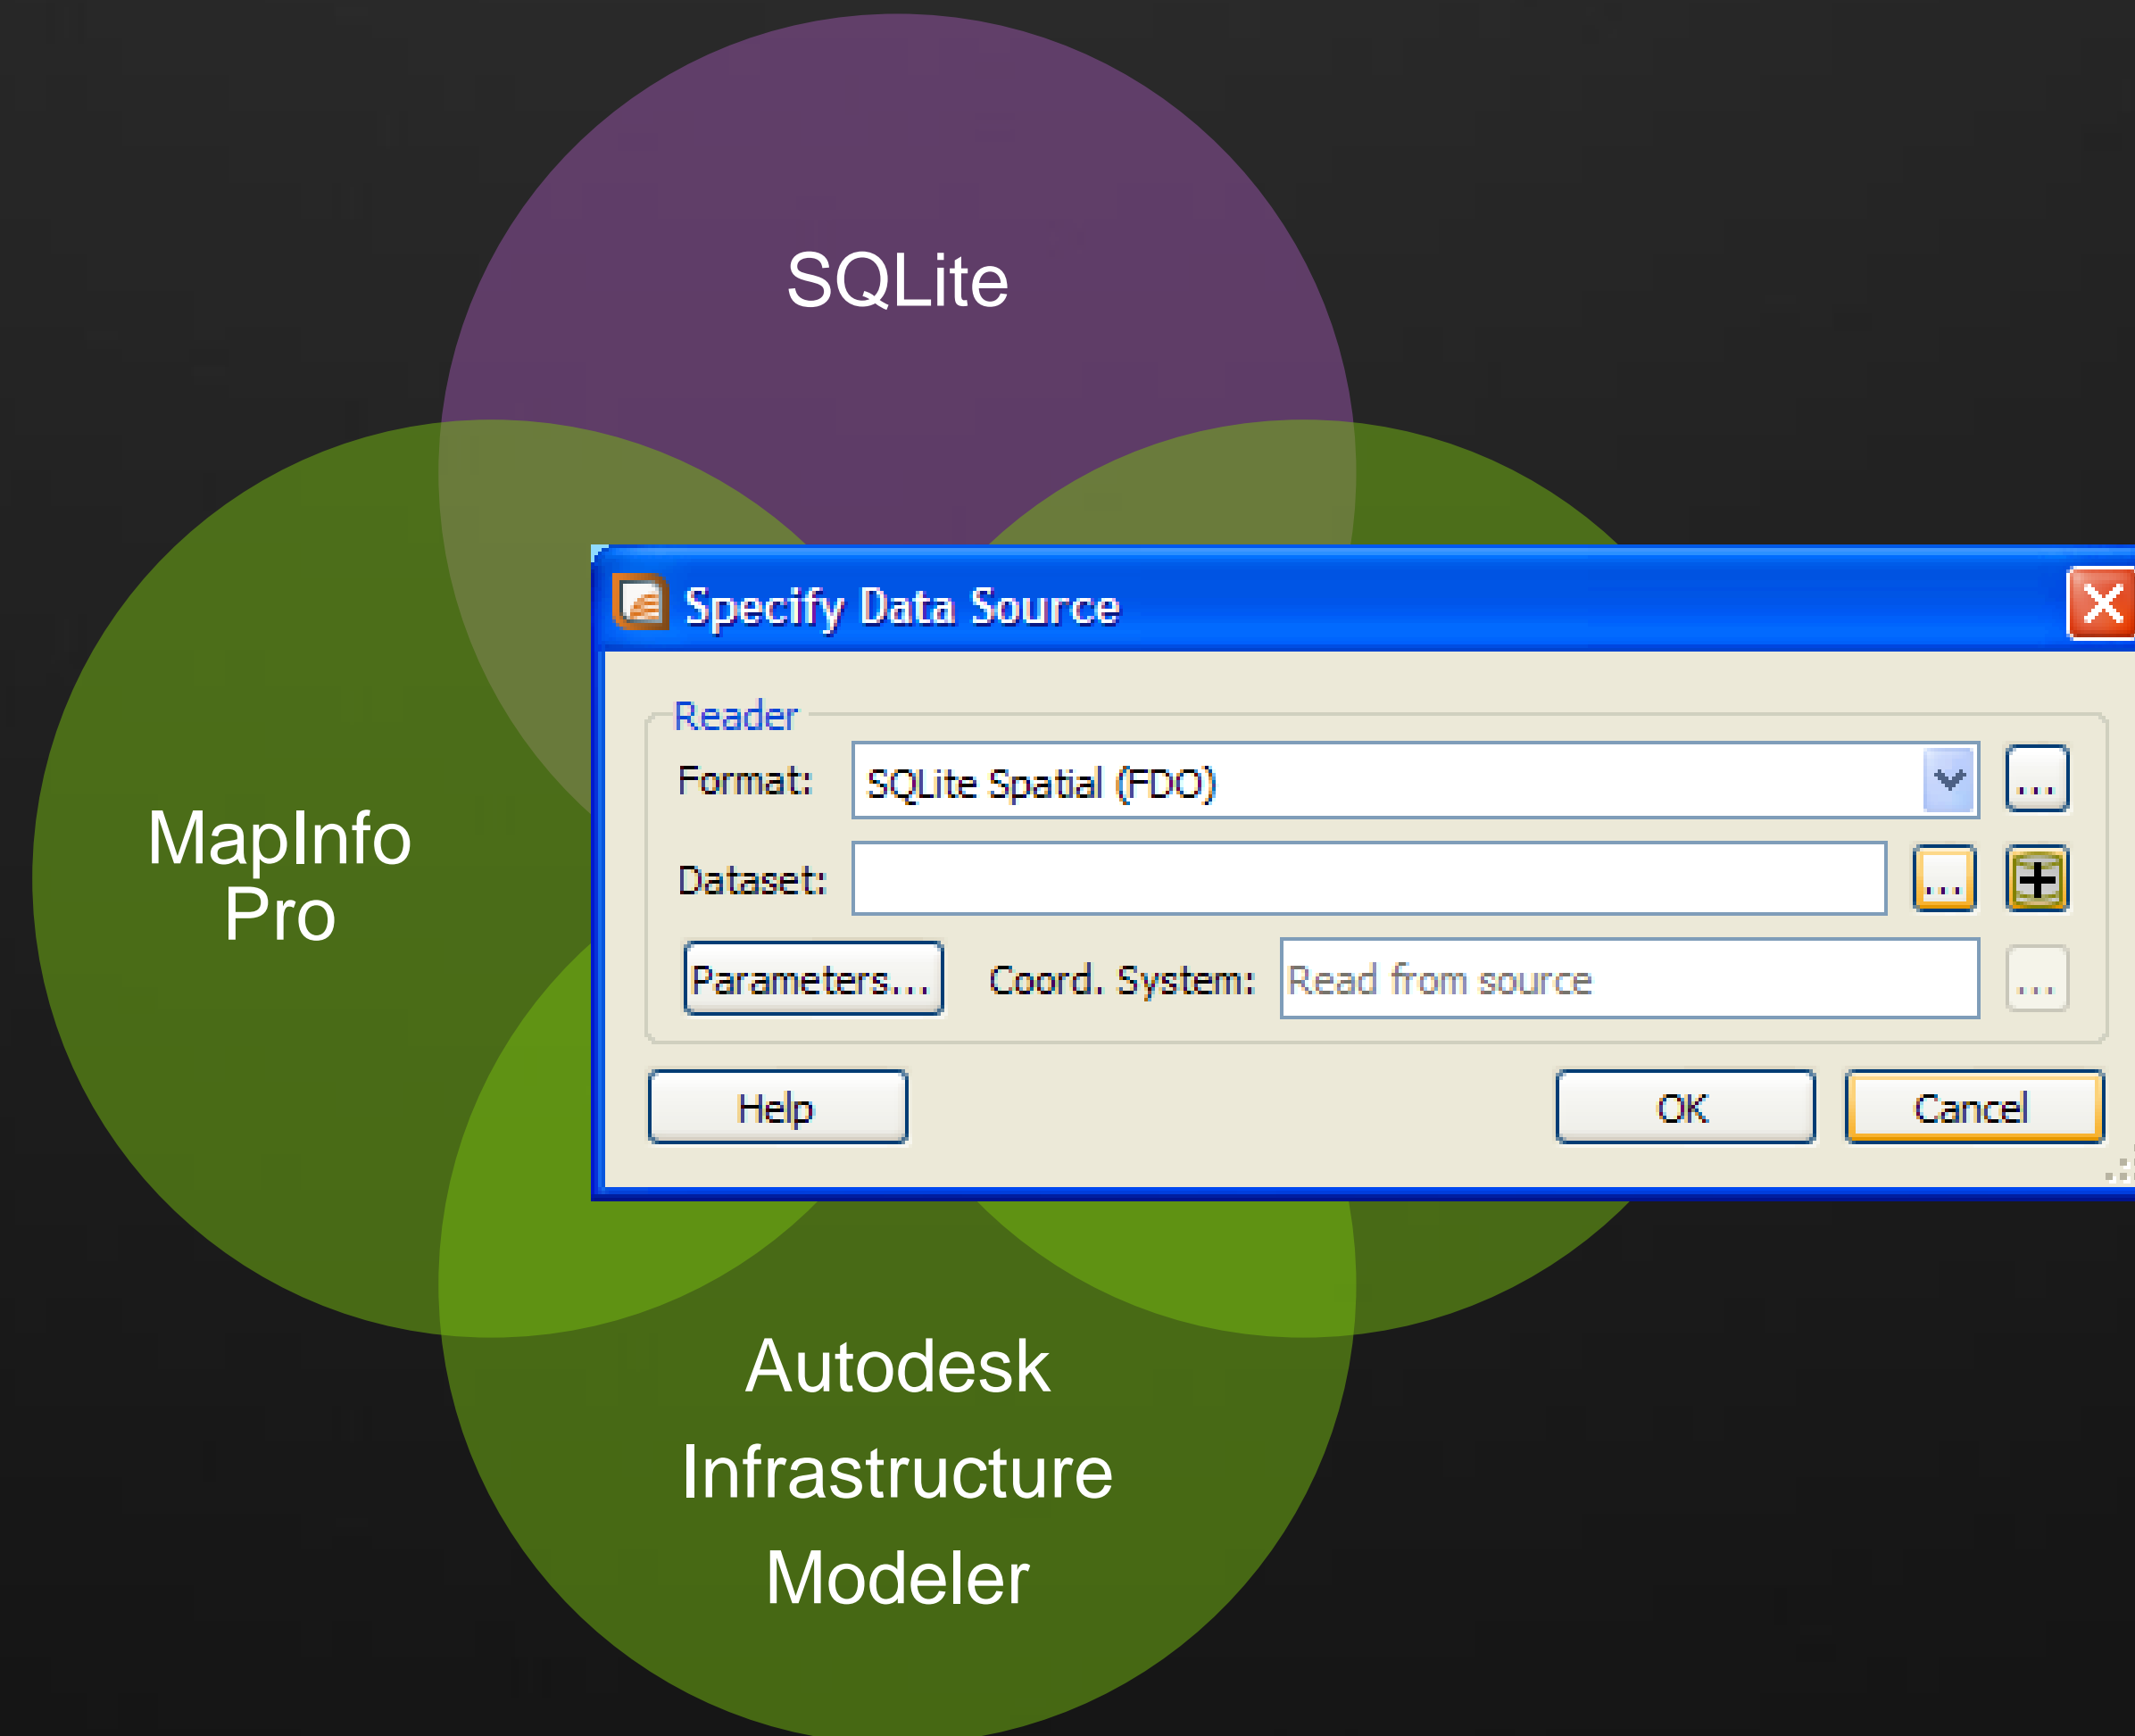 SQLite
MapInfo
Pro
Specify Data Source
Reader
Format: SQLite Spatial (FDO) ...
Dataset: ...
Parameters... Coord. System: Read from source ...
Help OK Cancel
Autodesk
Infrastructure
Modeler